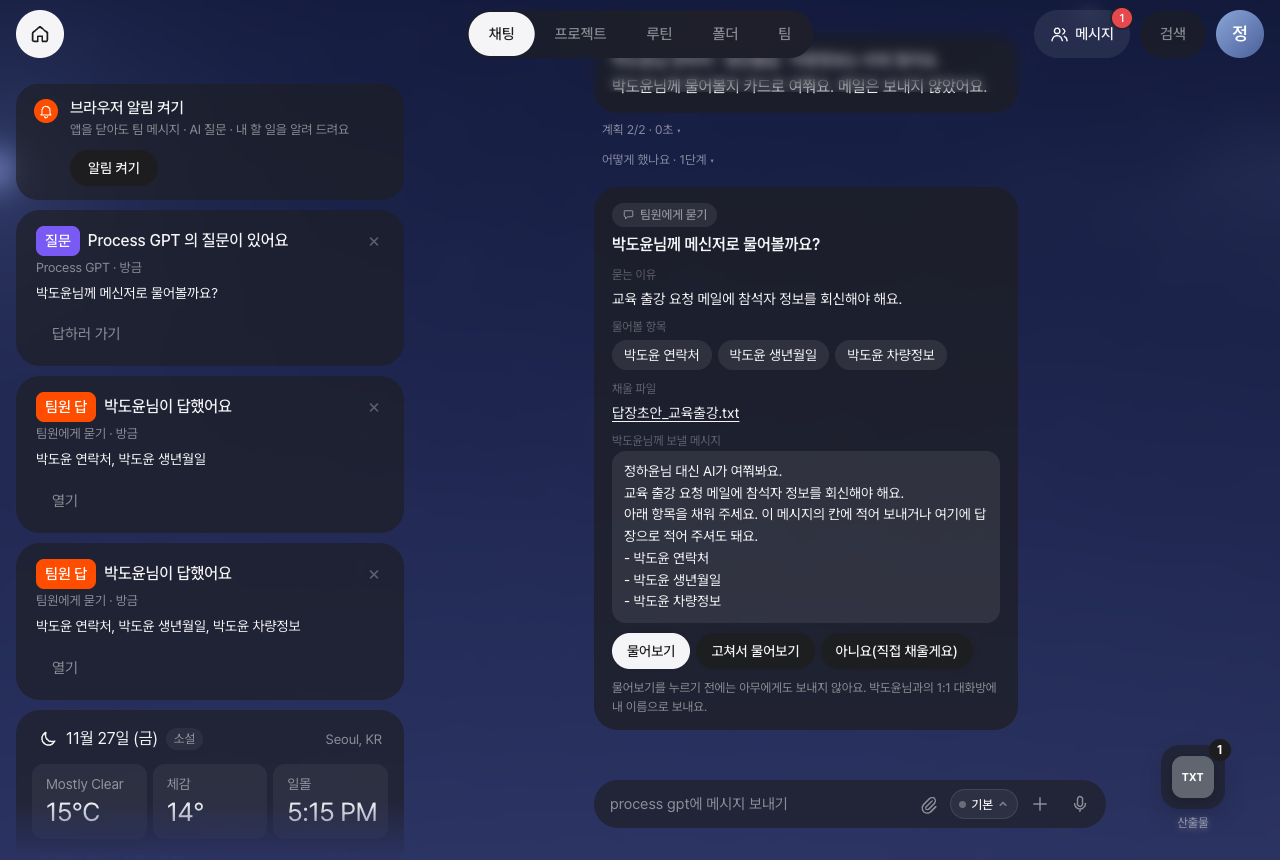 채팅
프로젝트
루틴
폴더
팀
메시지
1
검색
정
브라우저 알림 켜기
앱을 닫아도 팀 메시지 · AI 질문 · 내 할 일을 알려 드려요
알림 켜기
질문 Process GPT 의 질문이 있어요
Process GPT · 방금
박도윤님께 메신저로 물어볼까요?
답하러 가기
팀원 답 박도윤님이 답했어요
팀원에게 묻기 · 방금
박도윤 연락처, 박도윤 생년월일
열기
팀원 답 박도윤님이 답했어요
팀원에게 묻기 · 방금
박도윤 연락처, 박도윤 생년월일, 박도윤 차량정보
열기
11월 27일 (금) 소설 Seoul, KR
Mostly Clear
15°C
체감
14°
일몰
5:15 PM
박도윤님께 물어볼지 카드로 여쭤요. 메일은 보내지 않았어요.
계획 2/2 · 0초 •
어떻게 했나요 · 1단계 •
팀원에게 묻기
박도윤님께 메신저로 물어볼까요?
묻는 이유
교육 출강 요청 메일에 참석자 정보를 회신해야 해요.
물어볼 항목
박도윤 연락처
박도윤 생년월일
박도윤 차량정보
채울 파일
답장초안_교육출강.txt
박도윤님께 보낼 메시지
정하윤님 대신 AI가 여쭤봐요.
교육 출강 요청 메일에 참석자 정보를 회신해야 해요.
아래 항목을 채워 주세요. 이 메시지의 칸에 적어 보내거나 여기에 답
장으로 적어 주셔도 돼요.
- 박도윤 연락처
- 박도윤 생년월일
- 박도윤 차량정보
물어보기
고쳐서 물어보기
아니요(직접 채울게요)
물어보기를 누르기 전에는 아무에게도 보내지 않아요. 박도윤님과의 1:1 대화방에
내 이름으로 보내요.
process gpt에 메시지 보내기
기본
1
TXT
산출물